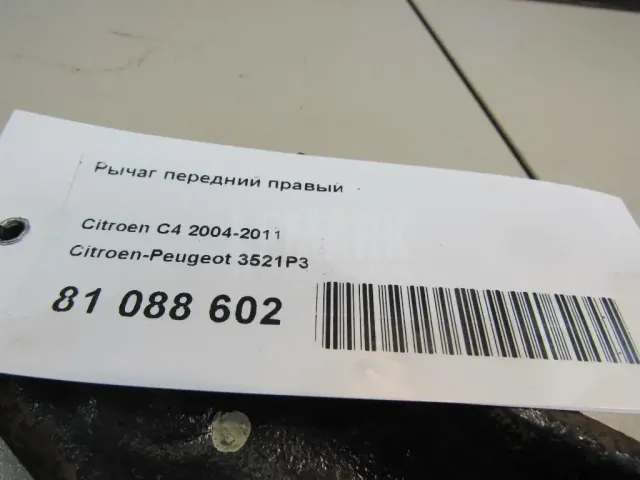 Рычаг передний правый
Citroen C4 2004-2011
Citroen-Peugeot 3521P3
81 088 602